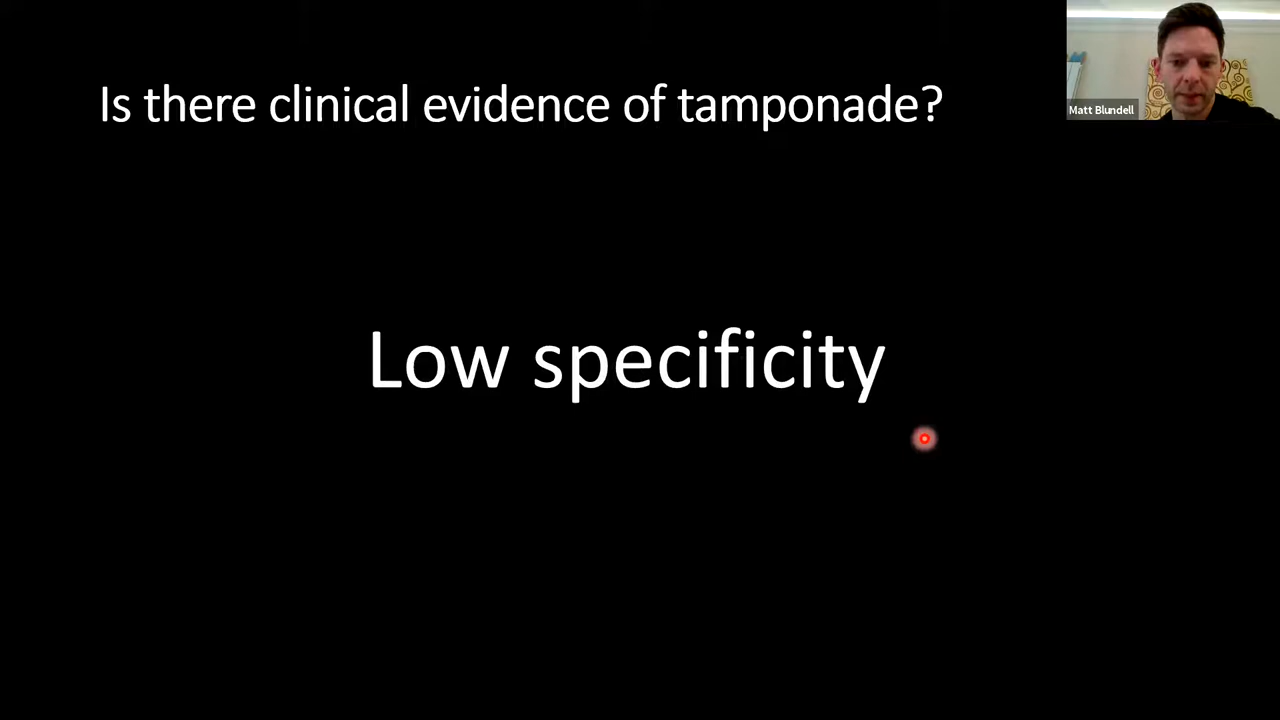 Is there clinical evidence of tamponade?
Matt Blundell
Low specificity